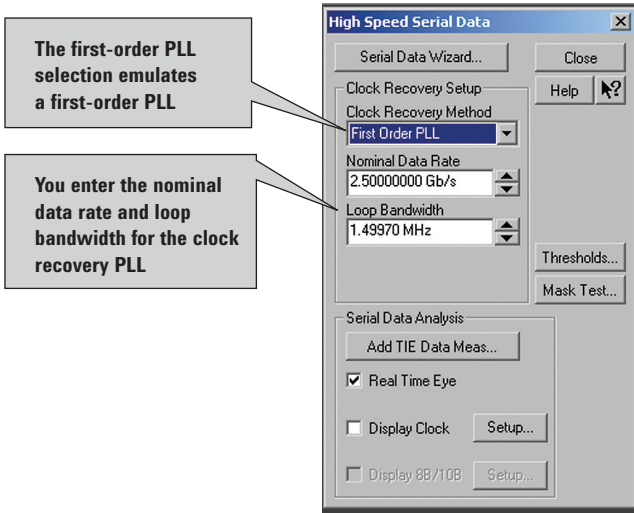 The first-order PLL
selection emulates
a first-order PLL
You enter the nominal
data rate and loop
bandwidth for the clock
recovery PLL
High Speed Serial Data
Serial Data Wizard...
Close
Clock Recovery Setup
Help
Clock Recovery Method
First Order PLL
Nominal Data Rate
2.50000000 Gb/s
Loop Bandwidth
1.49970 MHz
Thresholds...
Mask Test...
Serial Data Analysis
Add TIE Data Meas...
Real Time Eye
Display Clock
Setup...
Display 8B/10B
Setup...